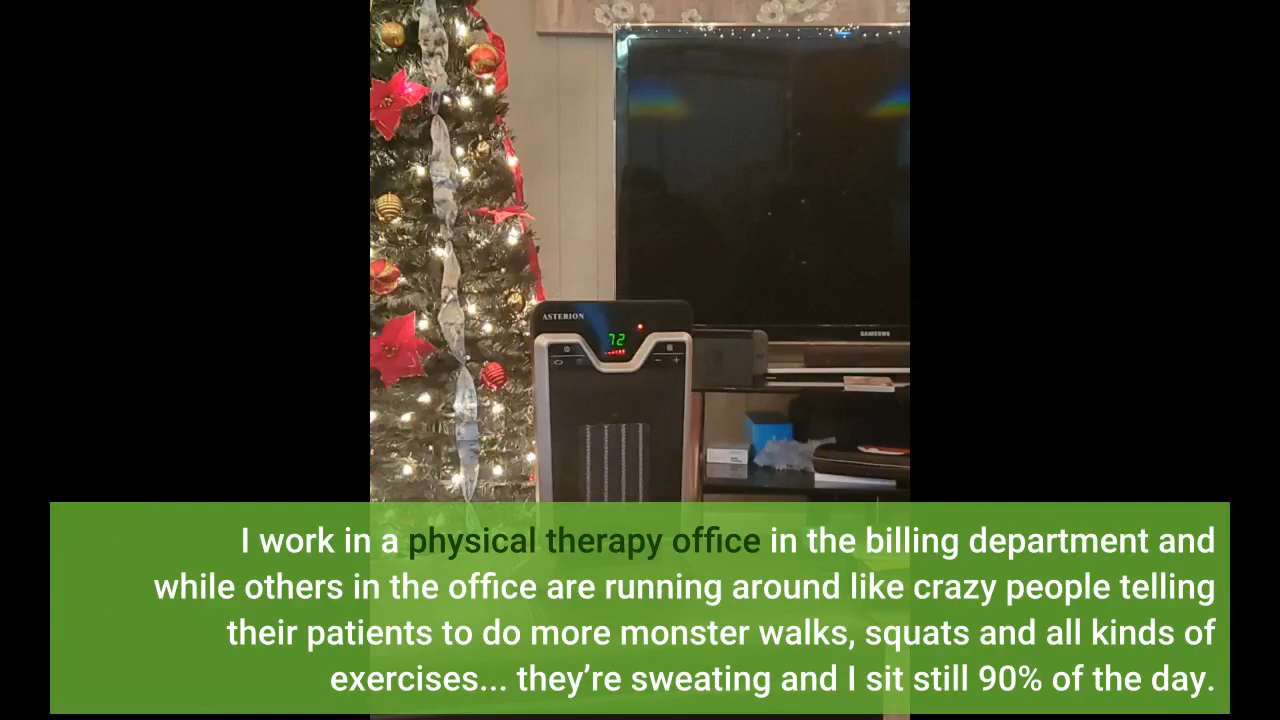 ASTERION
72
SAMSUNG
I work in a physical therapy office in the billing department and
while others in the office are running around like crazy people telling
their patients to do more monster walks, squats and all kinds of
exercises... they’re sweating and I sit still 90% of the day.